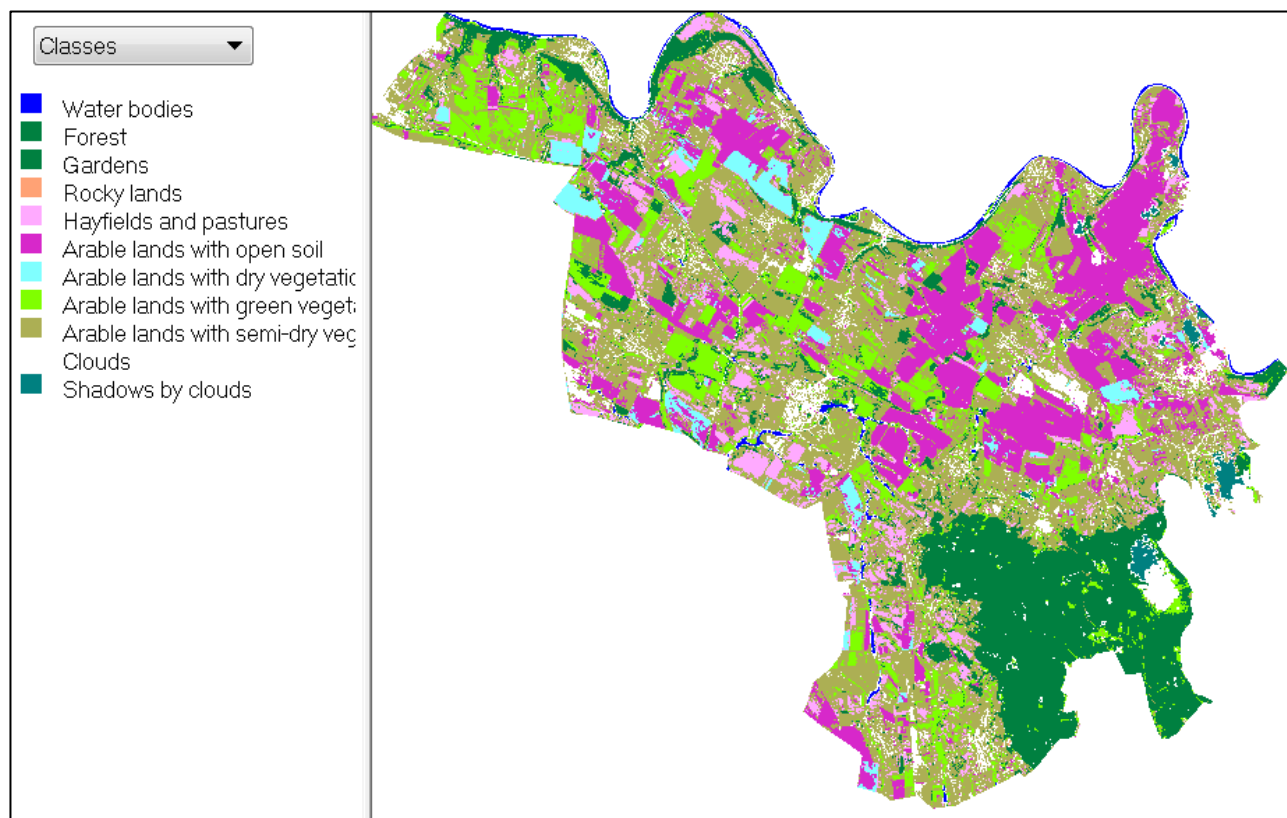 Classes
Water bodies
Forest
Gardens
Rocky lands
Hayfields and pastures
Arable lands with open soil
Arable lands with dry vegetatic
Arable lands with green veget
Arable lands with semi-dry veg
Clouds
Shadows by clouds